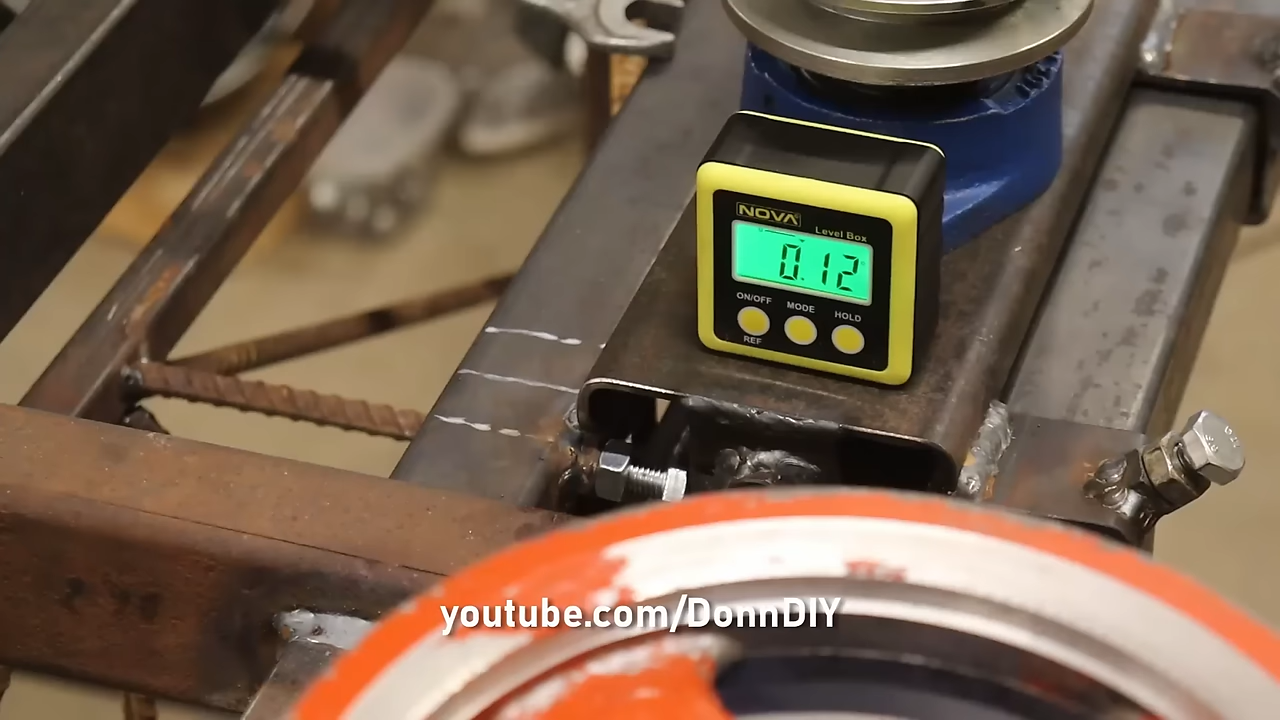 NOVA
Level Box
0.12
ON/OFF MODE HOLD
REF
youtube.com/DonnDIY